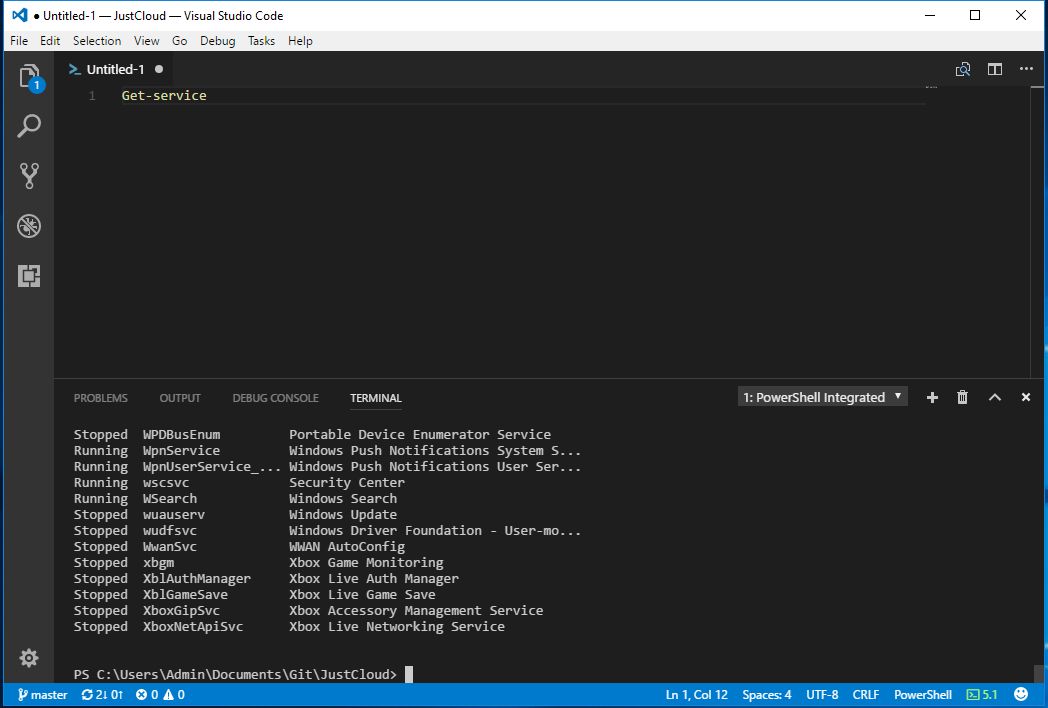 ● Untitled-1 — JustCloud — Visual Studio Code
File Edit Selection View Go Debug Tasks Help
1
Untitled-1 ●
1 Get-service
PROBLEMS OUTPUT DEBUG CONSOLE TERMINAL 1: PowerShell Integrated
Stopped WPDBusEnum Portable Device Enumerator Service
Running WpnService Windows Push Notifications System S...
Running WpnUserService_... Windows Push Notifications User Ser...
Running wscsvc Security Center
Running WSearch Windows Search
Stopped wuauserv Windows Update
Stopped wudfsvc Windows Driver Foundation - User-mo...
Stopped WwanSvc WWAN AutoConfig
Stopped xbgm Xbox Game Monitoring
Stopped XblAuthManager Xbox Live Auth Manager
Stopped XblGameSave Xbox Live Game Save
Stopped XboxGipSvc Xbox Accessory Management Service
Stopped XboxNetApiSvc Xbox Live Networking Service
PS C:\Users\Admin\Documents\Git\JustCloud>
master 2↓ 0↑ 0 0 Ln 1, Col 12 Spaces: 4 UTF-8 CRLF PowerShell 5.1